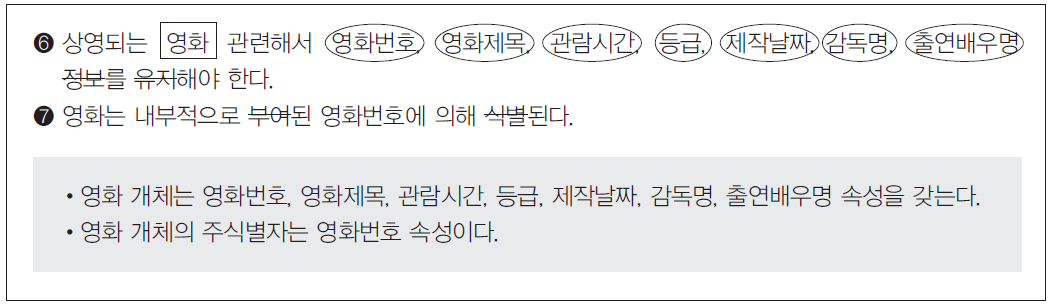 ❻ 상영되는 영화 관련해서 영화번호, 영화제목, 관람시간, 등급, 제작날짜, 감독명, 출연배우명
정보를 유지해야 한다.
❼ 영화는 내부적으로 부여된 영화번호에 의해 식별된다.
• 영화 개체는 영화번호, 영화제목, 관람시간, 등급, 제작날짜, 감독명, 출연배우명 속성을 갖는다.
• 영화 개체의 주식별자는 영화번호 속성이다.